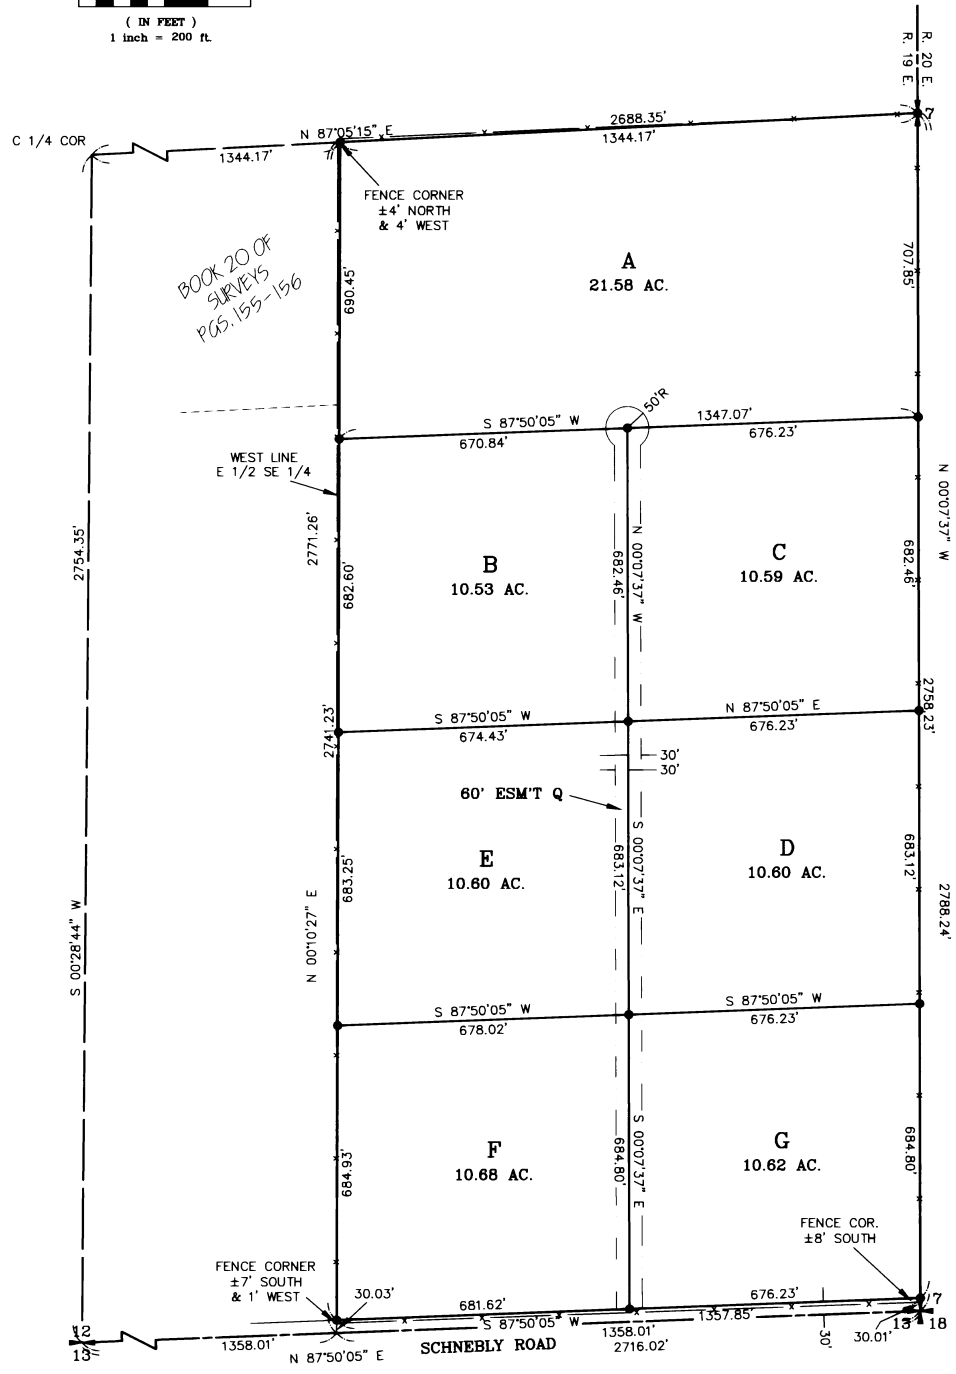 ( IN FEET )
1 inch = 200 ft.
R. 20 E.
R. 19 E.
7
C 1/4 COR
N 87°05'15" E
2688.35'
1344.17'
1344.17'
FENCE CORNER
±4' NORTH
& 4' WEST
BOOK 20 OF
SURVEYS
PGS. 155-156
690.45'
A
21.58 AC.
707.85'
50'R
S 87°50'05" W
670.84'
1347.07'
676.23'
WEST LINE
E 1/2 SE 1/4
2754.35'
2771.26'
682.60'
B
10.53 AC.
682.46'
N 00°07'37" W
C
10.59 AC.
682.46'
N 00°07'37" W
2741.23'
S 87°50'05" W
674.43'
N 87°50'05" E
676.23'
2758.23'
30'
30'
60' ESM'T Q
E
10.60 AC.
683.25'
683.12'
S 00°07'37" E
D
10.60 AC.
683.12'
2788.24'
S 00°28'44" W
N 00°10'27" E
S 87°50'05" W
678.02'
S 87°50'05" W
676.23'
F
10.68 AC.
684.93'
684.80'
S 00°07'37" E
G
10.62 AC.
684.80'
FENCE COR.
±8' SOUTH
FENCE CORNER
±7' SOUTH
& 1' WEST
30.03'
681.62'
676.23'
7
12
13
1358.01'
N 87°50'05" E
S 87°50'05" W
SCHNEBLY ROAD
1357.85'
1358.01'
2716.02'
30'
30.01'
13
18